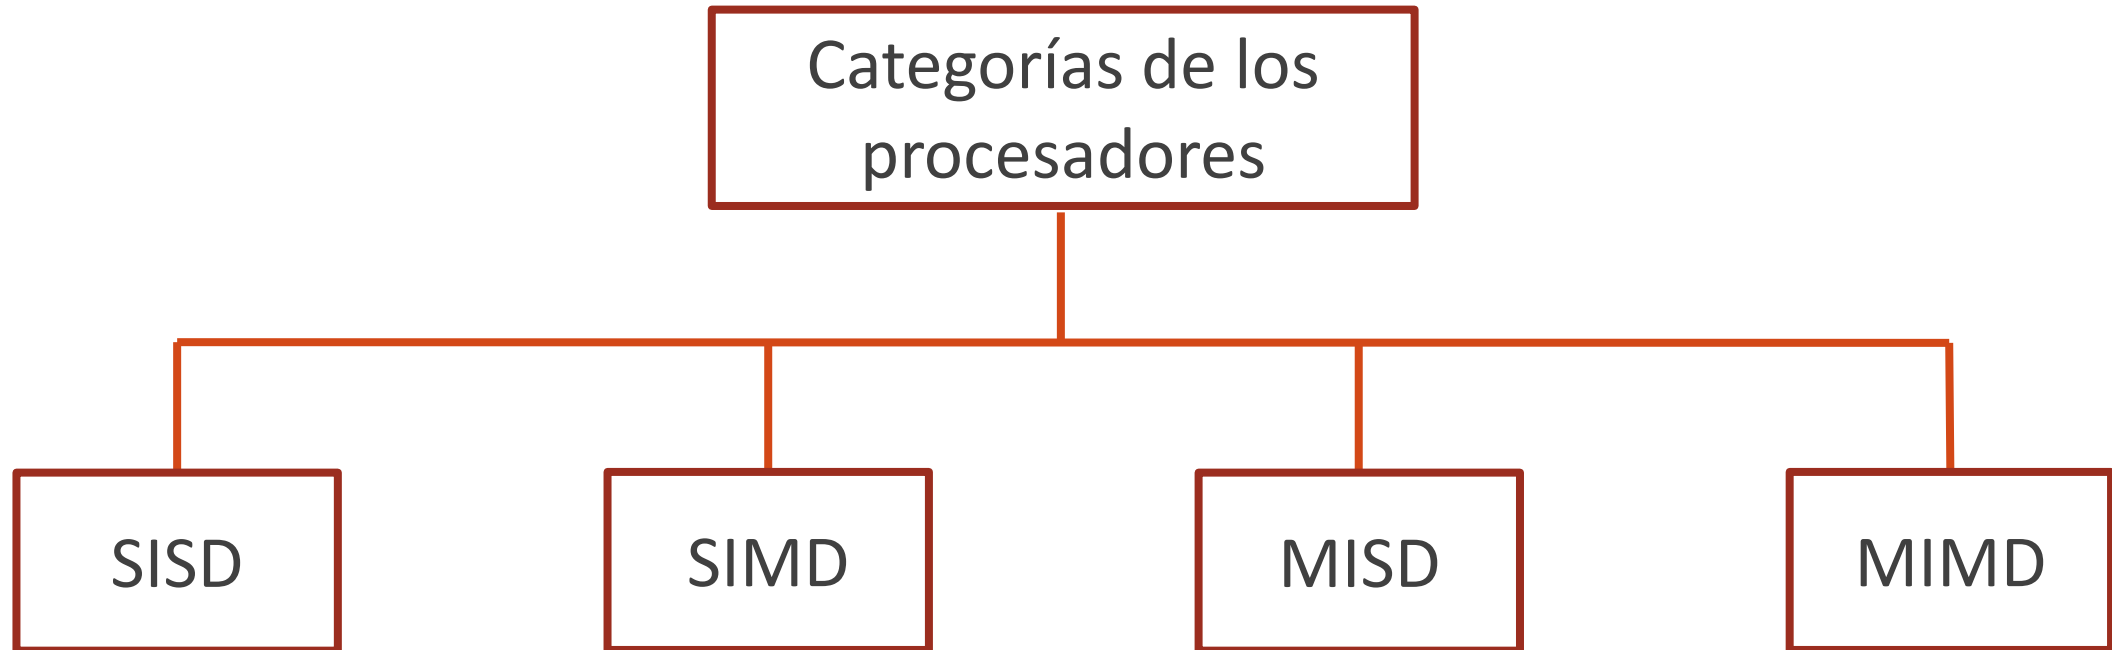 Categorías de los
procesadores
SISD
SIMD
MISD
MIMD